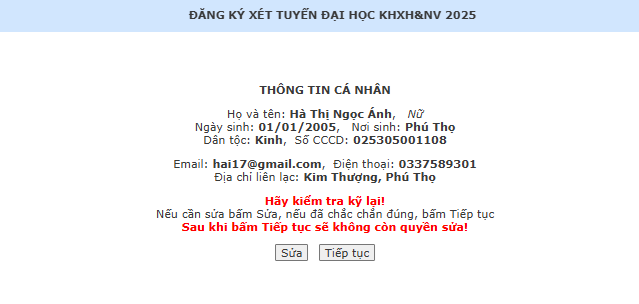 ĐĂNG KÝ XÉT TUYỂN ĐẠI HỌC KHXH&NV 2025
THÔNG TIN CÁ NHÂN
Họ và tên: Hà Thị Ngọc Ánh, Nữ
Ngày sinh: 01/01/2005, Nơi sinh: Phú Thọ
Dân tộc: Kinh, Số CCCD: 025305001108
Email: hai17@gmail.com, Điện thoại: 0337589301
Địa chỉ liên lạc: Kim Thượng, Phú Thọ
Hãy kiểm tra kỹ lại!
Nếu cần sửa bấm Sửa, nếu đã chắc chắn đúng, bấm Tiếp tục
Sau khi bấm Tiếp tục sẽ không còn quyền sửa!
Sửa Tiếp tục